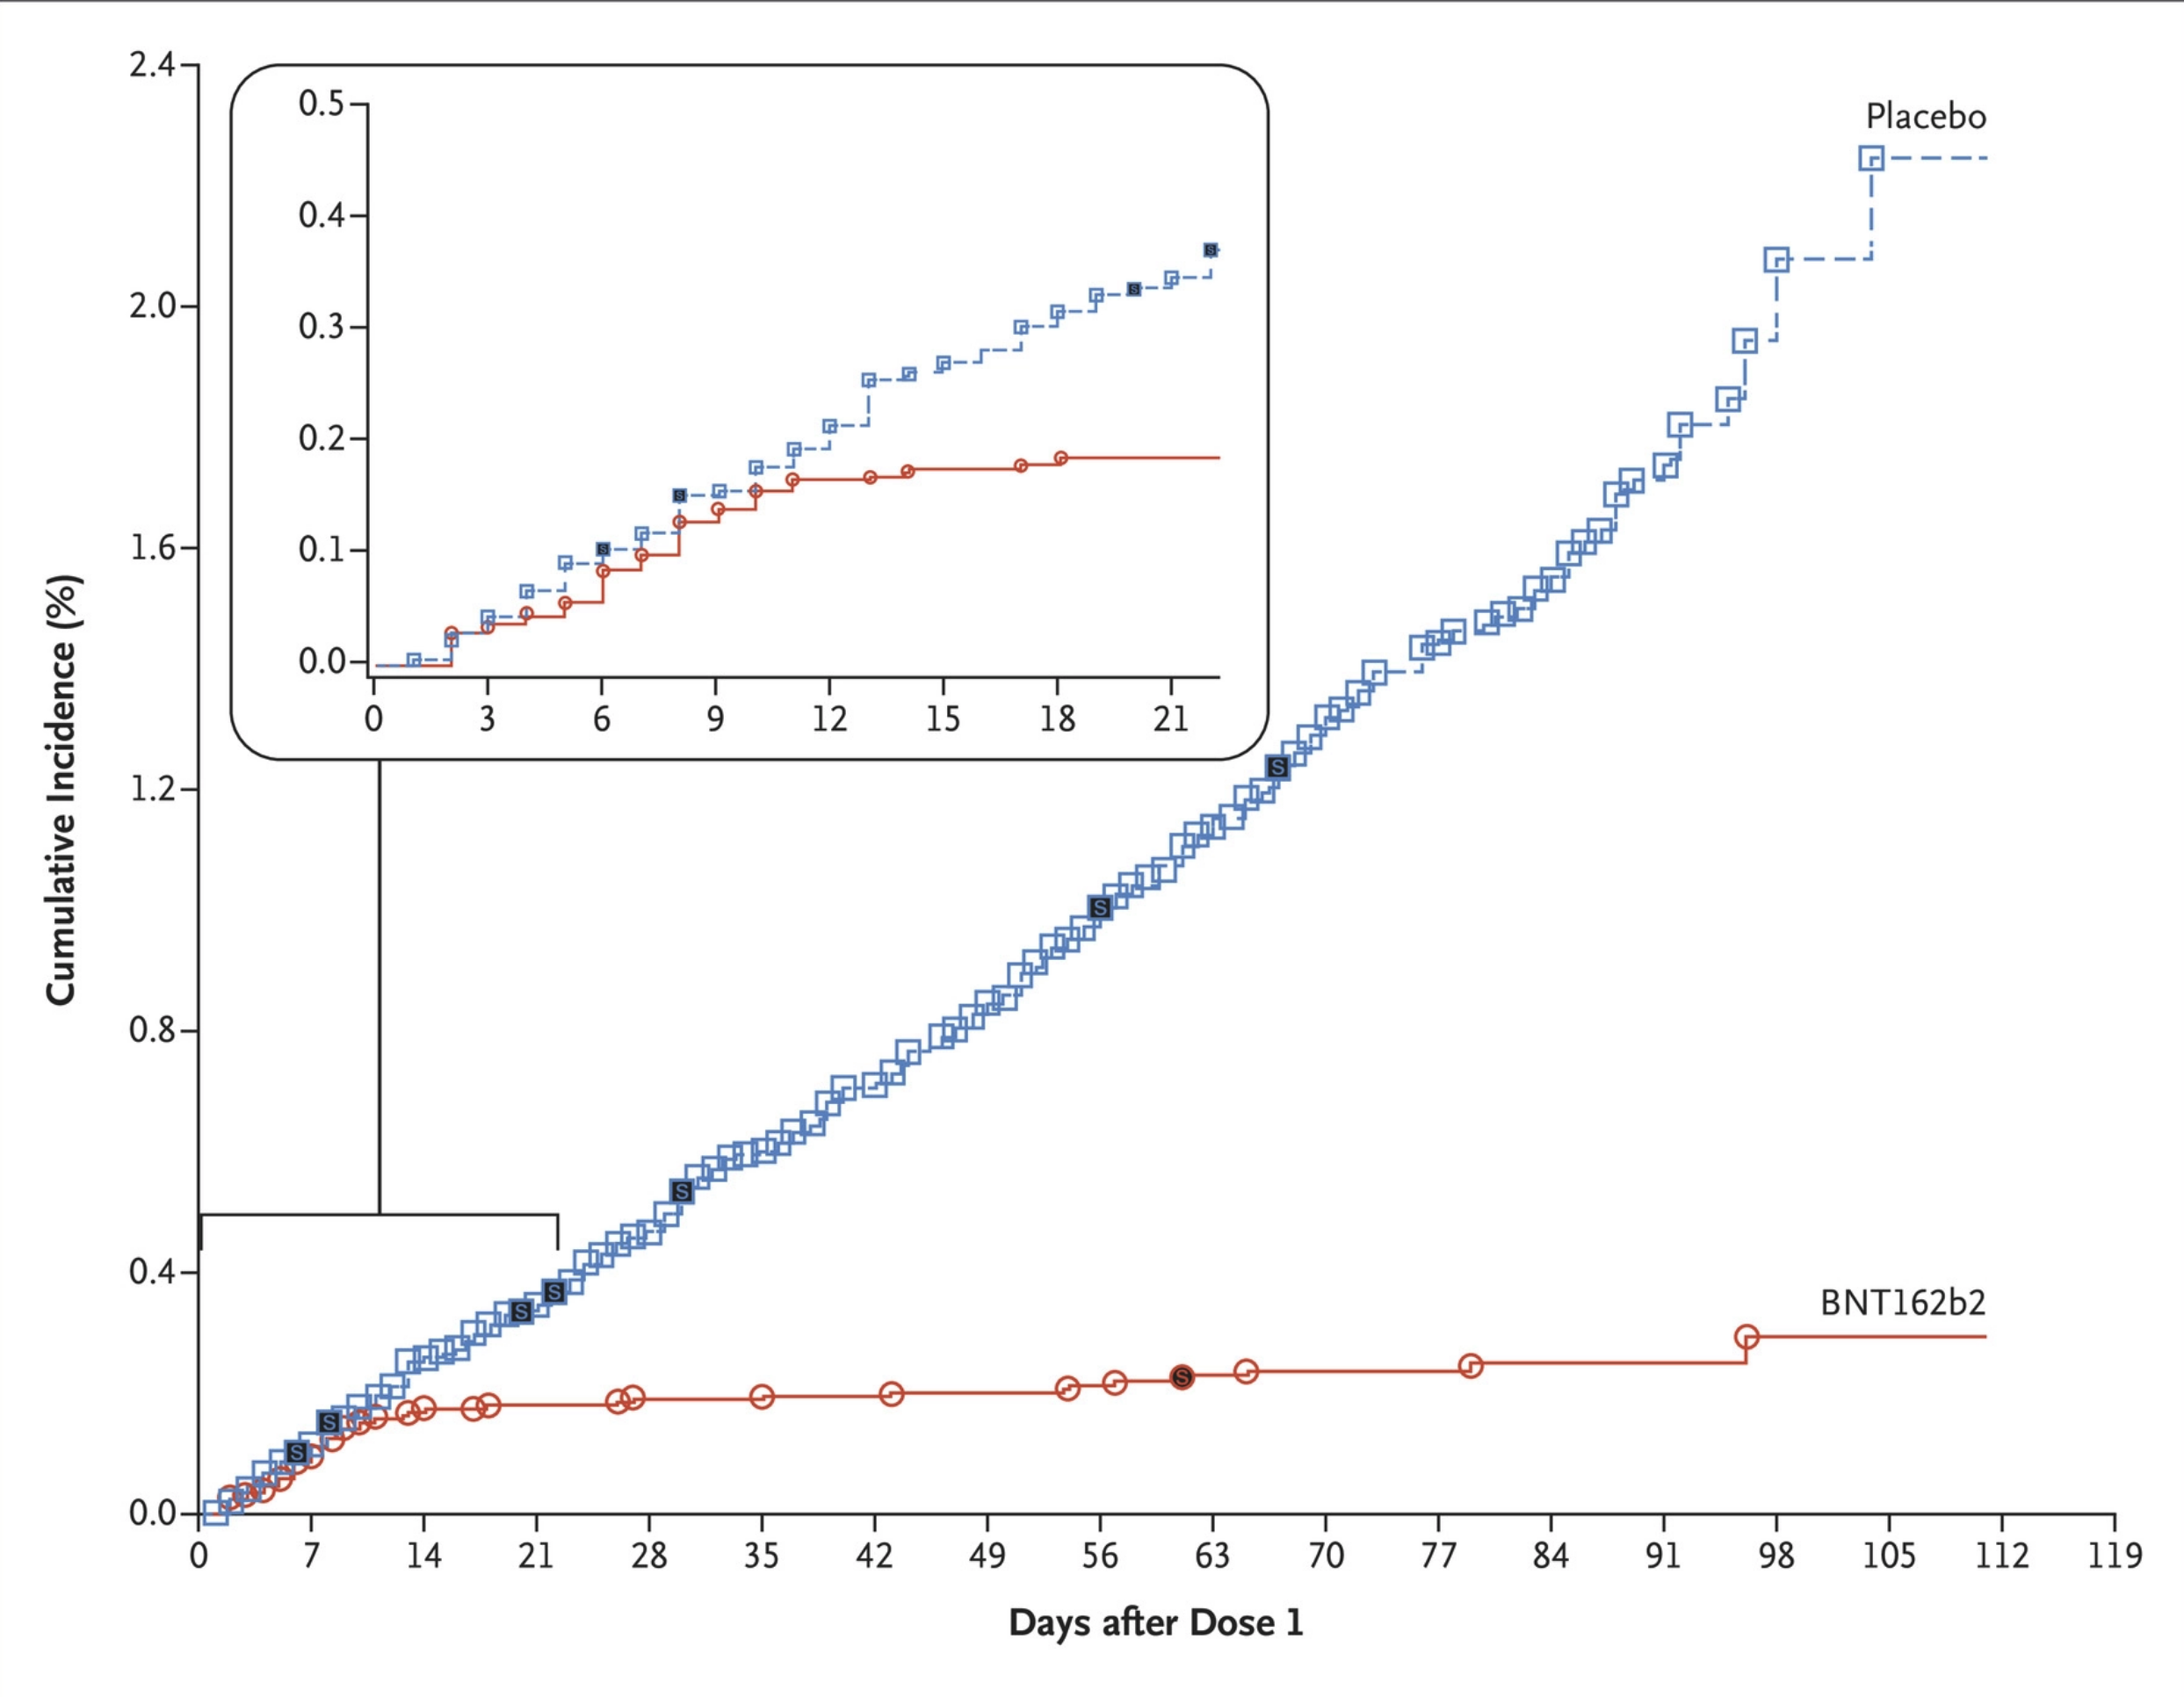 2.4
2.0
1.6
1.2
0.8
0.4
0.0
Cumulative Incidence (%)
0.5
0.4
0.3
0.2
0.1
0.0
0 3 6 9 12 15 18 21
S S S S S
Placebo
S
S
S
S
S
S
S
BNT162b2
S
0 7 14 21 28 35 42 49 56 63 70 77 84 91 98 105 112 119
Days after Dose 1